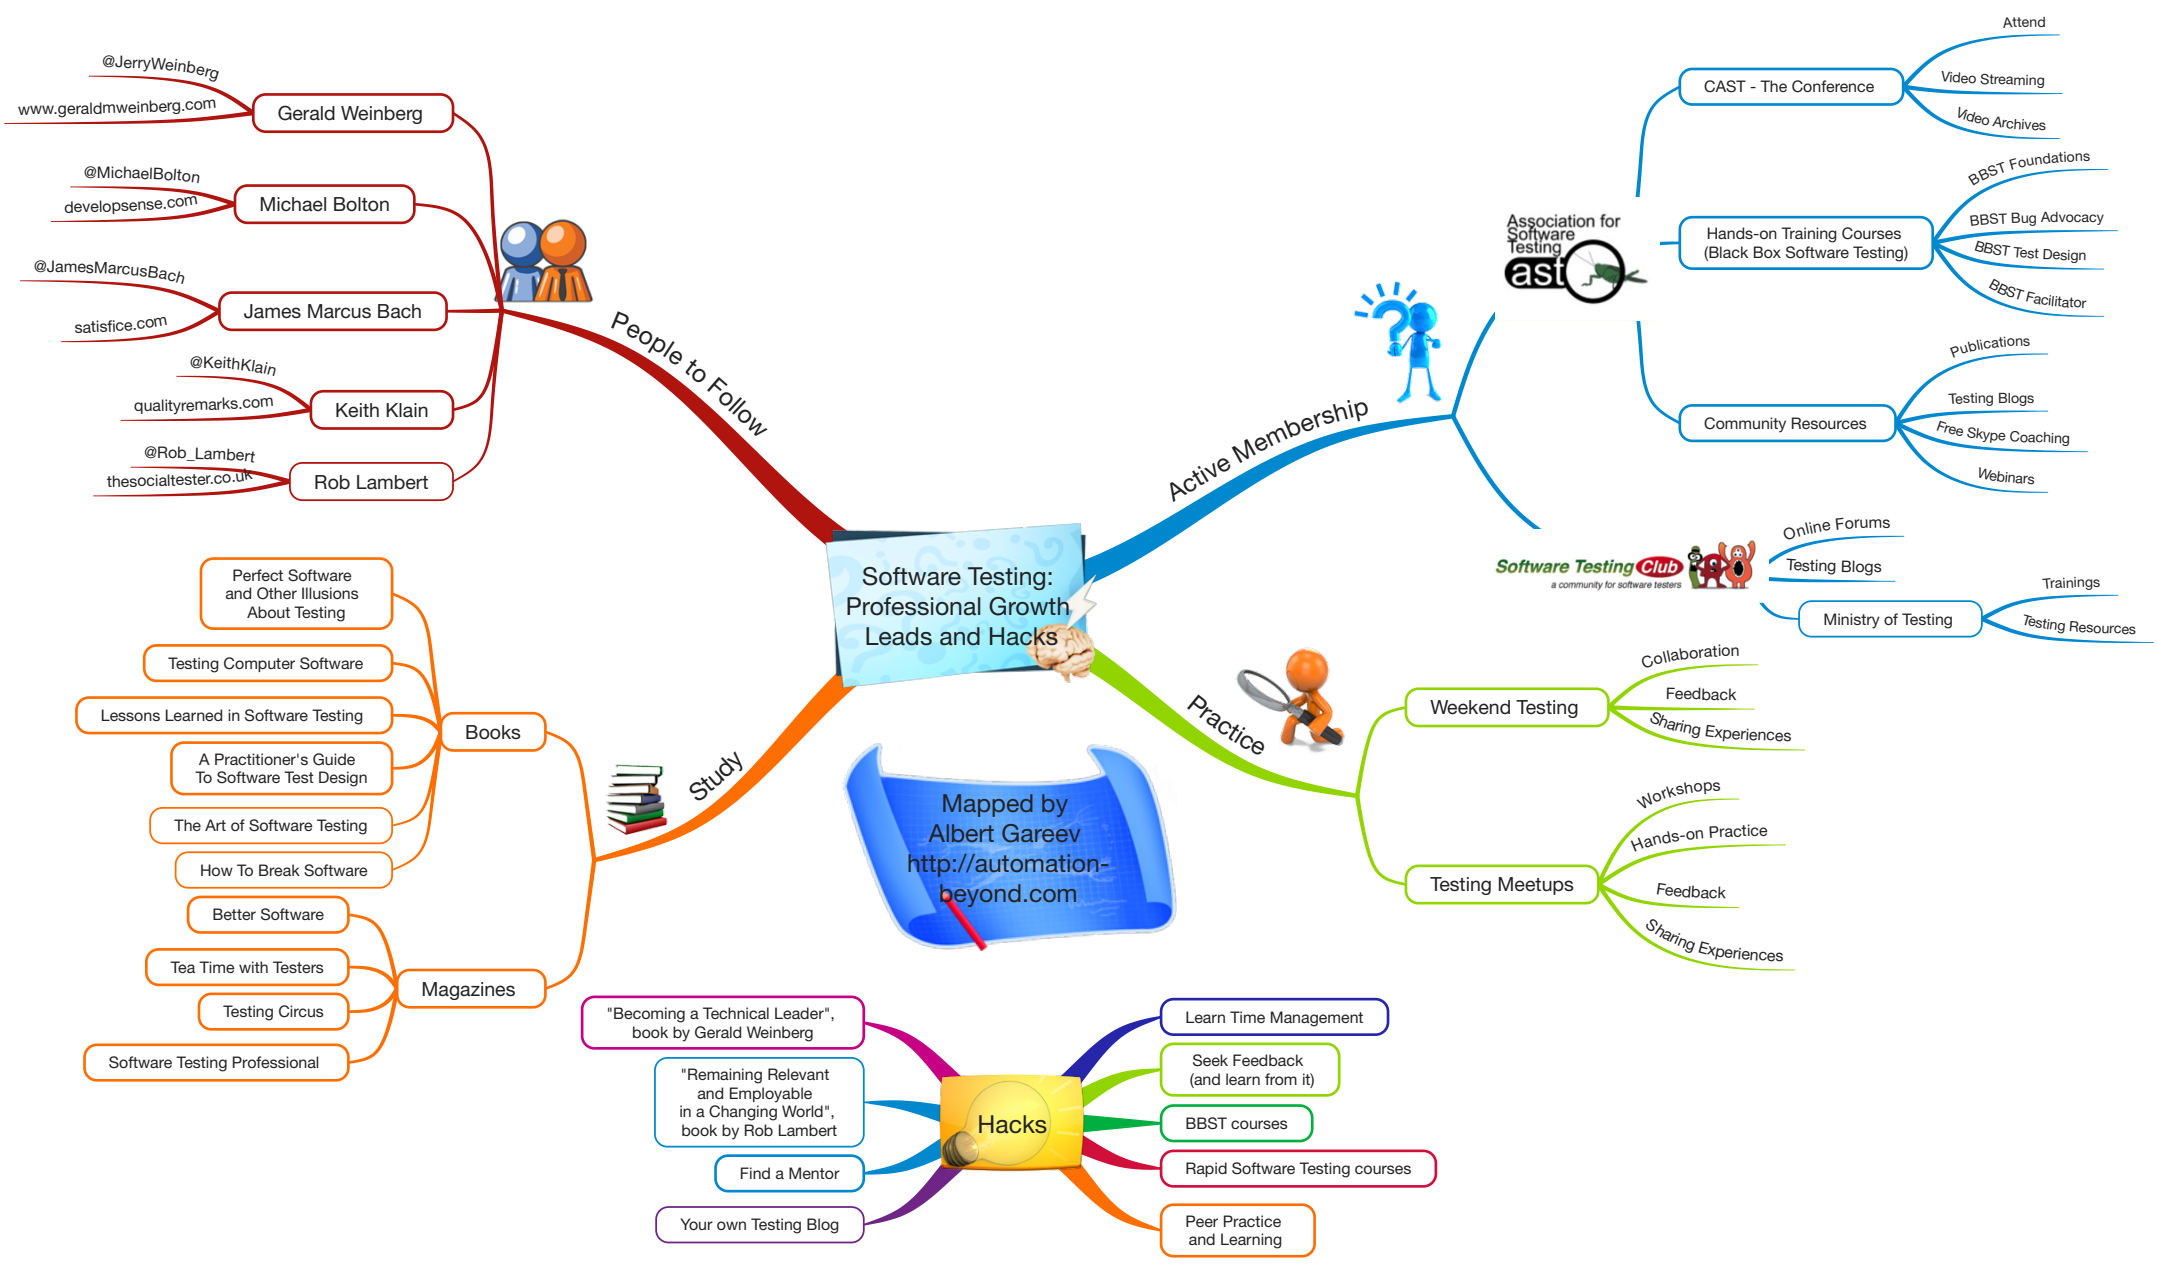 @JerryWeinberg
www.geraldmweinberg.com
Gerald Weinberg
@MichaelBolton
developsense.com
Michael Bolton
@JamesMarcusBach
satisfice.com
James Marcus Bach
@KeithKlain
qualityremarks.com
Keith Klain
@Rob_Lambert
thesocialtester.co.uk
Rob Lambert
People to Follow
Active Membership
Association for
Software
Testing
ast
CAST - The Conference
Attend
Video Streaming
Video Archives
Hands-on Training Courses
(Black Box Software Testing)
BBST Foundations
BBST Bug Advocacy
BBST Test Design
BBST Facilitator
Community Resources
Publications
Testing Blogs
Free Skype Coaching
Webinars
Software Testing Club
a community for software testers
Online Forums
Testing Blogs
Ministry of Testing
Trainings
Testing Resources
Software Testing:
Professional Growth
Leads and Hacks
Practice
Weekend Testing
Collaboration
Feedback
Sharing Experiences
Testing Meetups
Workshops
Hands-on Practice
Feedback
Sharing Experiences
Study
Books
Perfect Software
and Other Illusions
About Testing
Testing Computer Software
Lessons Learned in Software Testing
A Practitioner's Guide
To Software Test Design
The Art of Software Testing
How To Break Software
Magazines
Better Software
Tea Time with Testers
Testing Circus
Software Testing Professional
Mapped by
Albert Gareev
http://automation-
beyond.com
Hacks
"Becoming a Technical Leader",
book by Gerald Weinberg
"Remaining Relevant
and Employable
in a Changing World",
book by Rob Lambert
Find a Mentor
Your own Testing Blog
Learn Time Management
Seek Feedback
(and learn from it)
BBST courses
Rapid Software Testing courses
Peer Practice
and Learning